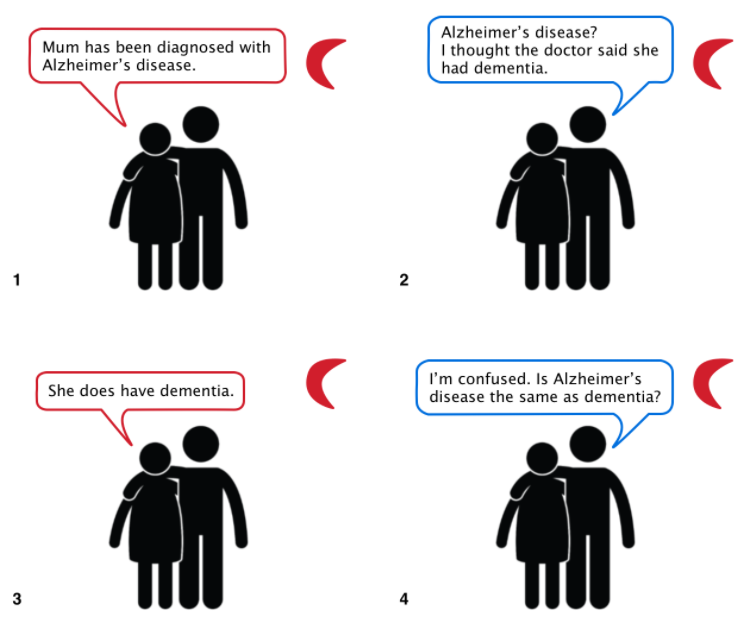 Mum has been diagnosed with
Alzheimer’s disease.
1
Alzheimer’s disease?
I thought the doctor said she
had dementia.
2
She does have dementia.
3
I’m confused. Is Alzheimer’s
disease the same as dementia?
4